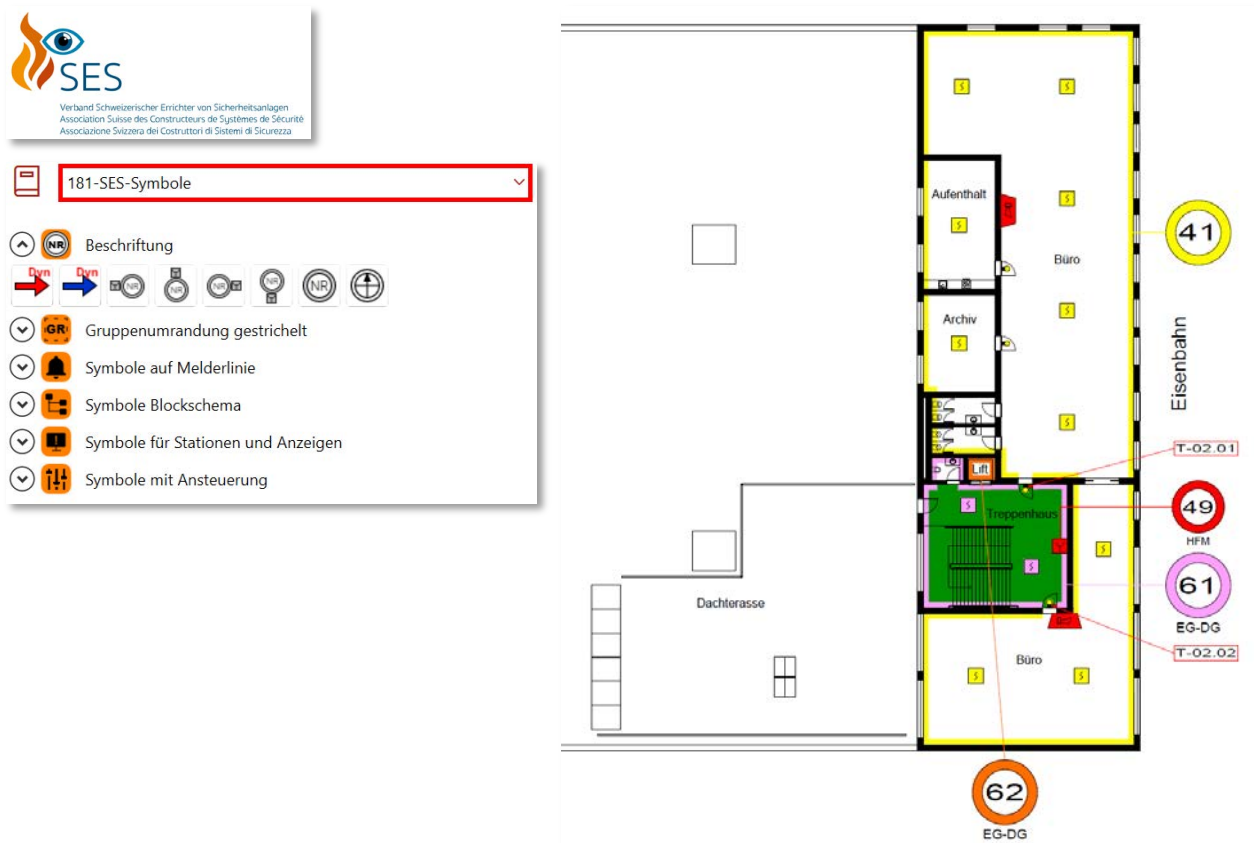 SES
Verband Schweizerischer Errichter von Sicherheitsanlagen
Association Suisse des Constructeurs de Systèmes de Sécurité
Associazione Svizzera dei Costruttori di Sistemi di Sicurezza
181-SES-Symbole
NR Beschriftung
Dyn Dyn NR NR NR NR NR
GR Gruppenumrandung gestrichelt
Symbole auf Melderlinie
Symbole Blockschema
Symbole für Stationen und Anzeigen
Symbole mit Ansteuerung
Aufenthalt
41
Büro
Archiv
Eisenbahn
T-02.01
Lift
Treppenhaus
49
HFM
61
EG-DG
Dachterasse
T-02.02
Büro
62
EG-DG